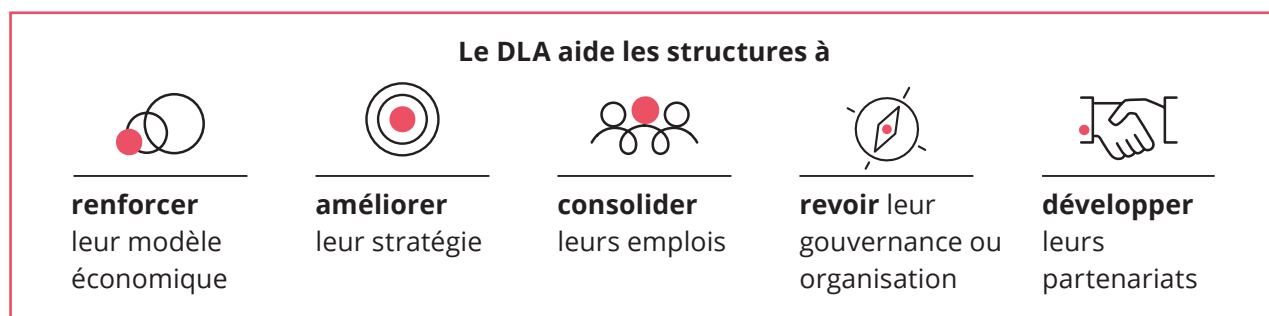 Le DLA aide les structures à
renforcer
leur modèle
économique
améliorer
leur stratégie
consolider
leurs emplois
revoir leur
gouvernance ou
organisation
développer
leurs
partenariats